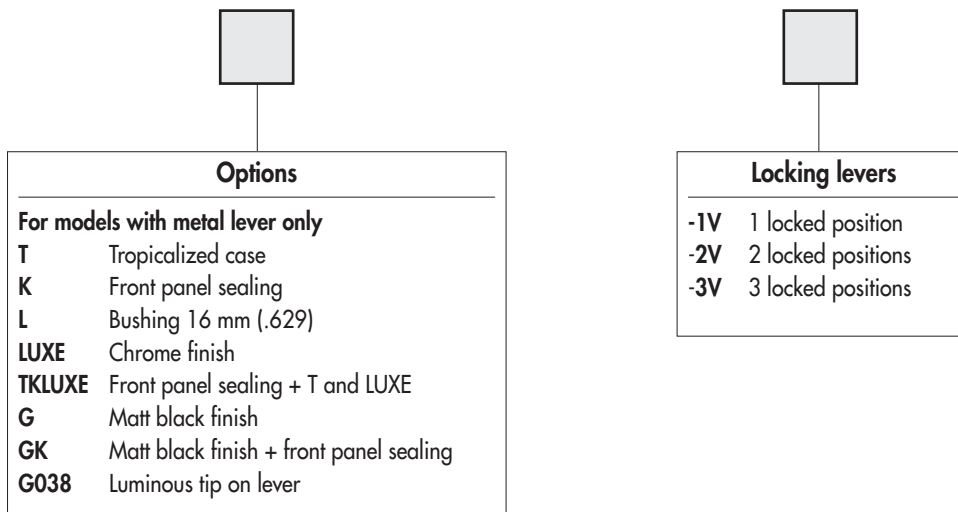 Options
For models with metal lever only
T Tropicalized case
K Front panel sealing
L Bushing 16 mm (.629)
LUXE Chrome finish
TKLUXE Front panel sealing + T and LUXE
G Matt black finish
GK Matt black finish + front panel sealing
G038 Luminous tip on lever
Locking levers
-1V 1 locked position
-2V 2 locked positions
-3V 3 locked positions